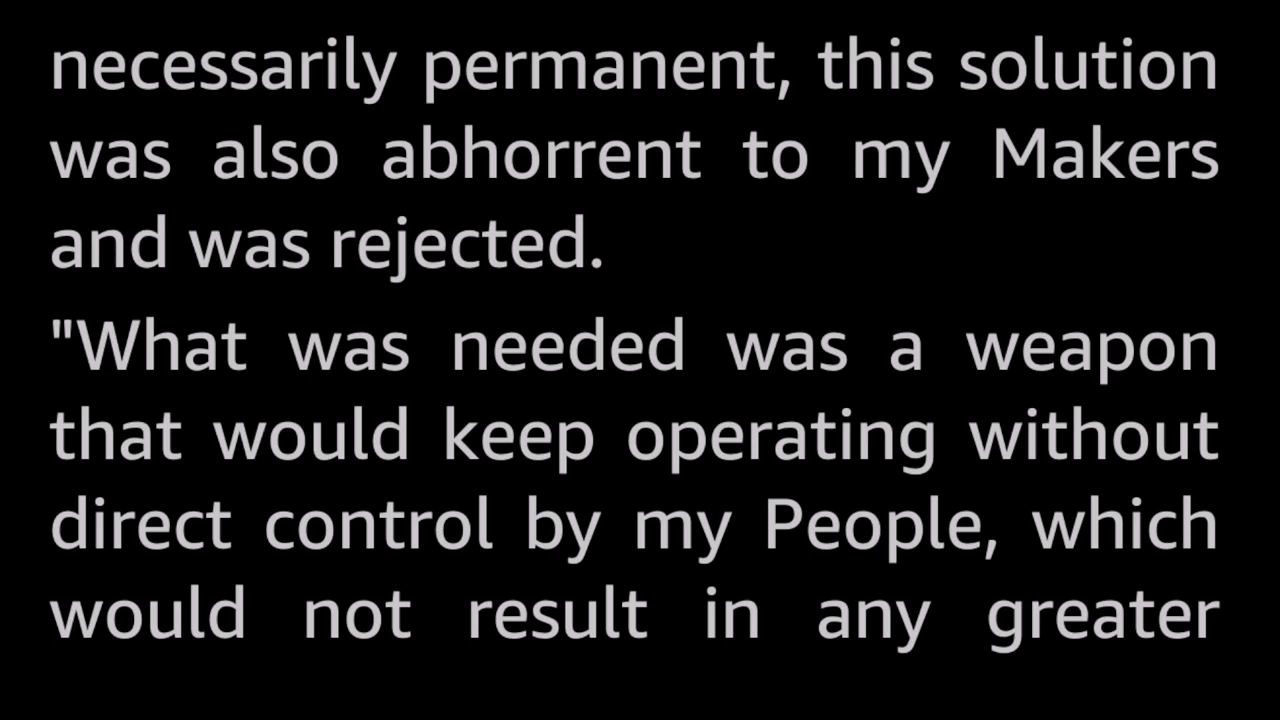 necessarily permanent, this solution
was also abhorrent to my Makers
and was rejected.
"What was needed was a weapon
that would keep operating without
direct control by my People, which
would not result in any greater